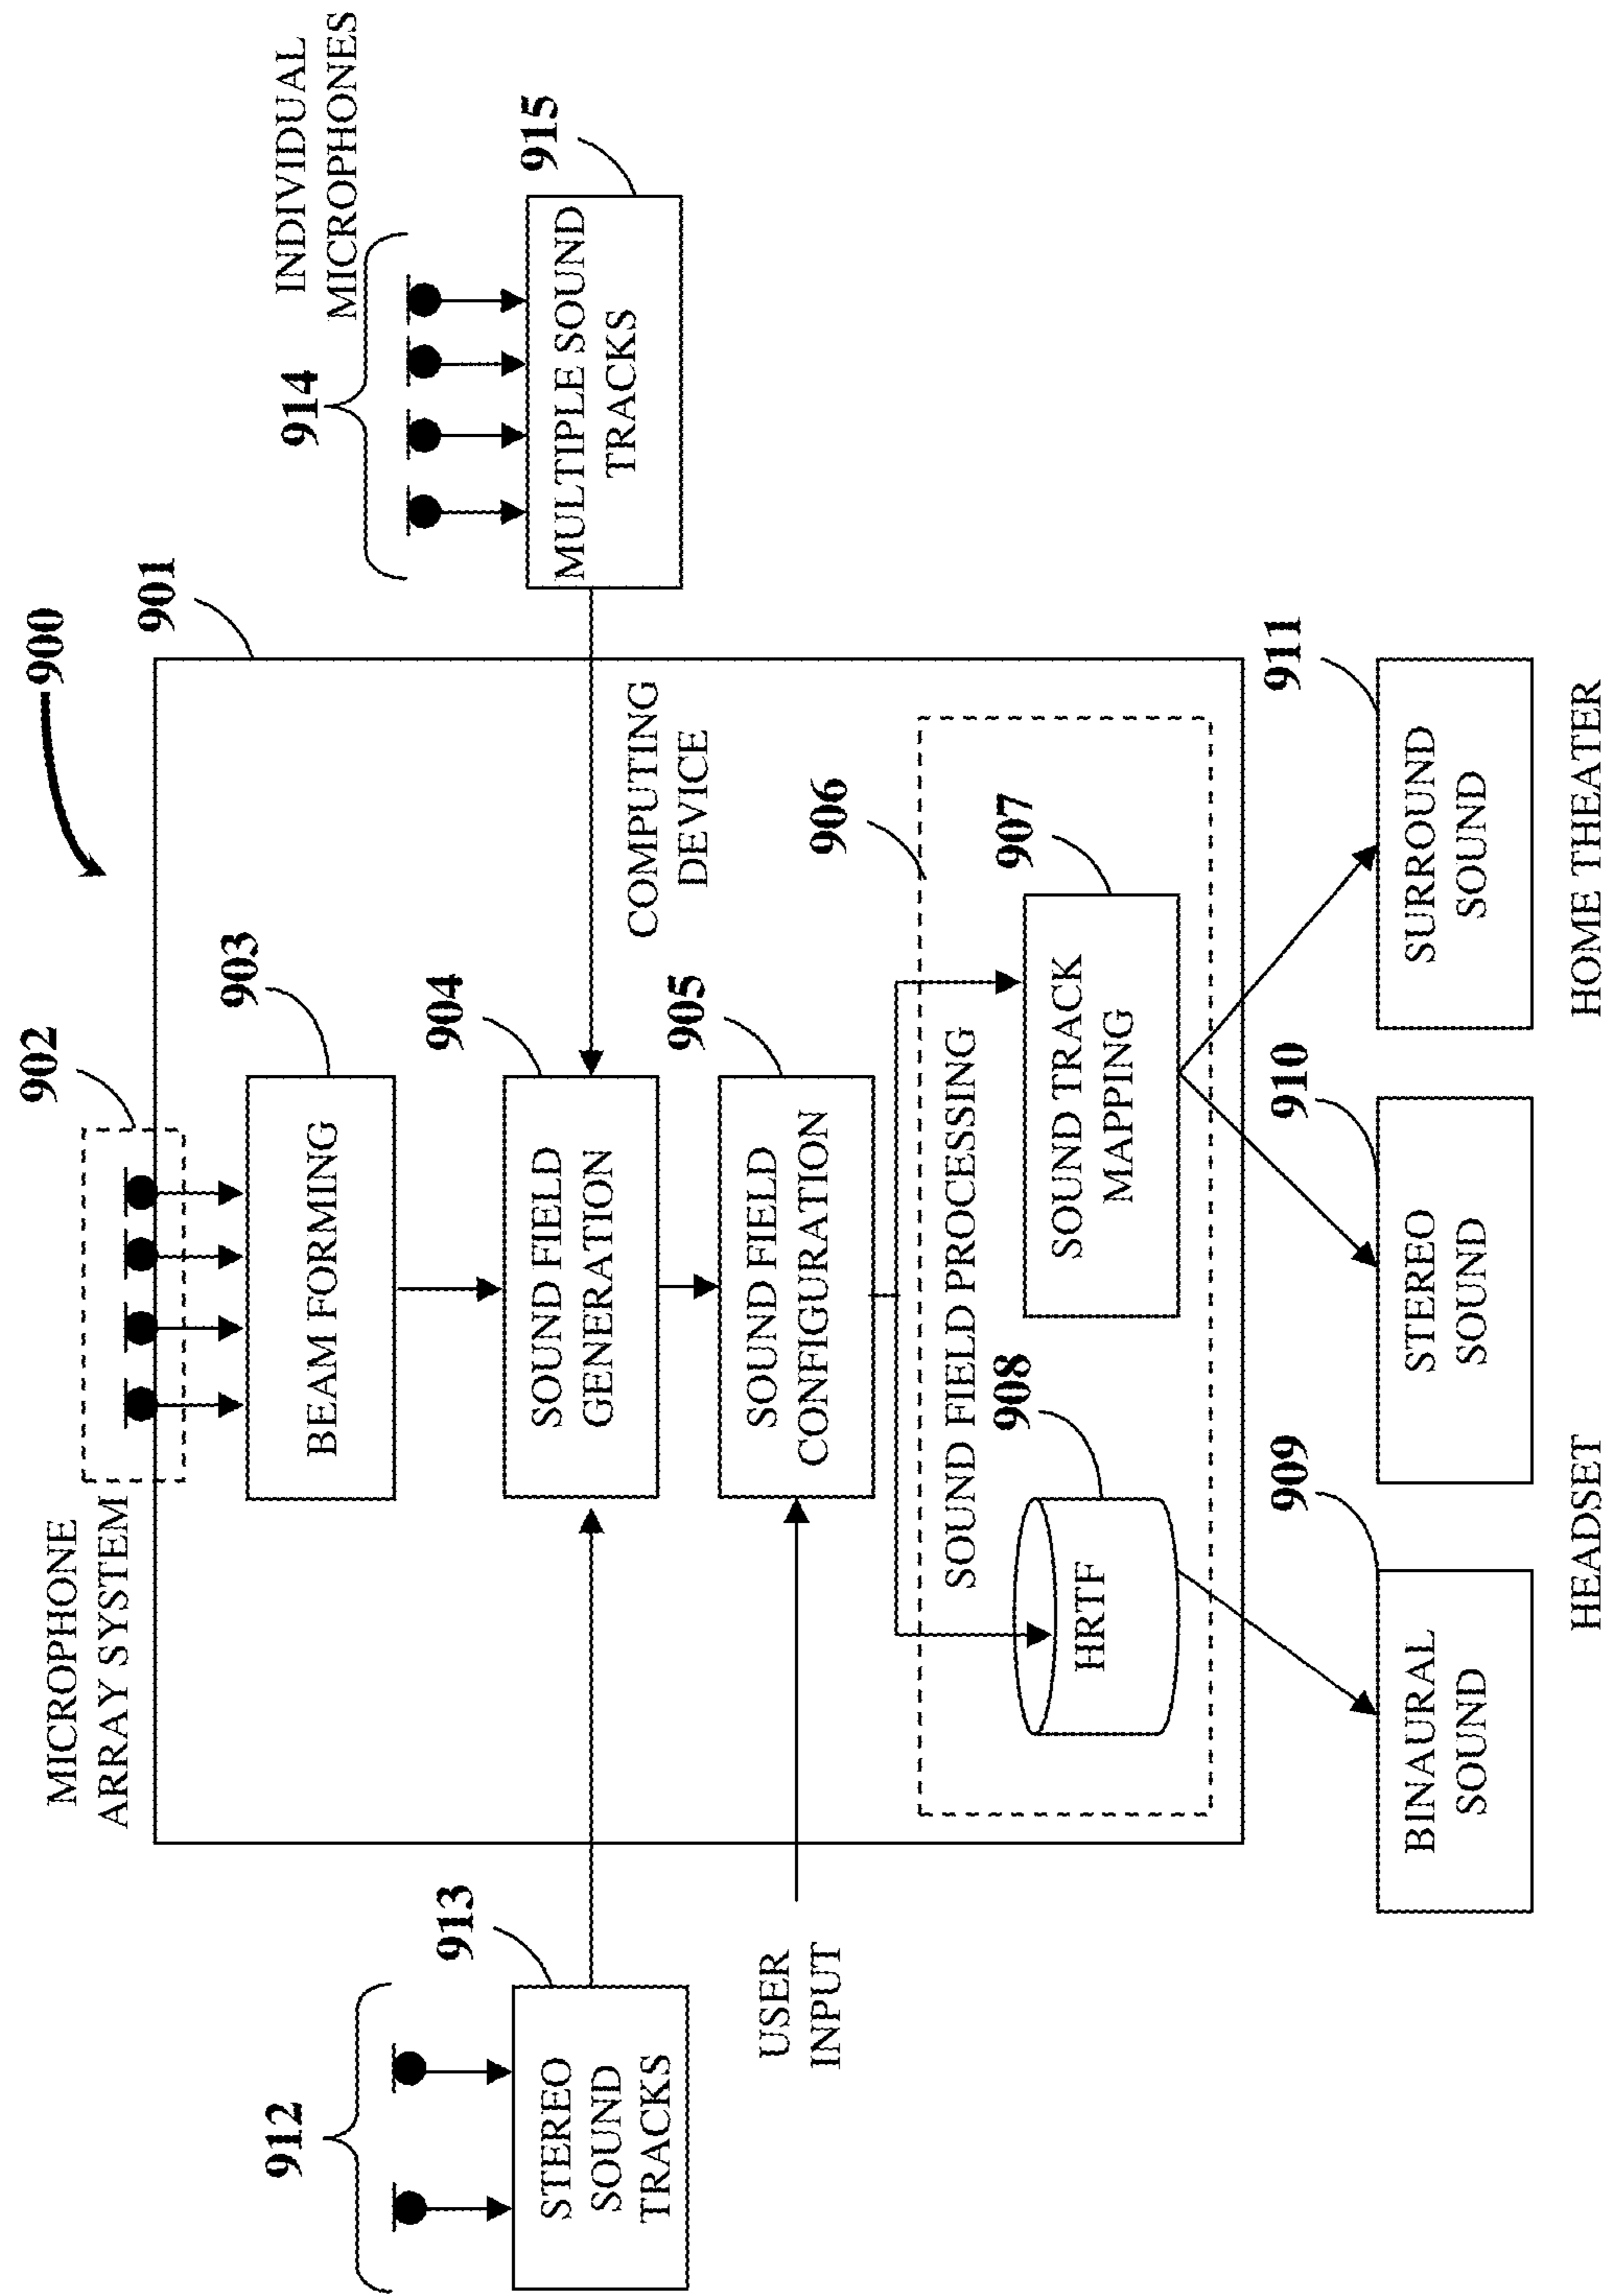 900
901
902
MICROPHONE
ARRAY SYSTEM
903
BEAM FORMING
912
913
STEREO
SOUND
TRACKS
904
SOUND FIELD
GENERATION
914
INDIVIDUAL
MICROPHONES
915
MULTIPLE SOUND
TRACKS
COMPUTING
DEVICE
USER
INPUT
905
SOUND FIELD
CONFIGURATION
906
SOUND FIELD PROCESSING
908
HRTF
907
SOUND TRACK
MAPPING
909
BINAURAL
SOUND
910
STEREO
SOUND
911
SURROUND
SOUND
HEADSET
HOME THEATER